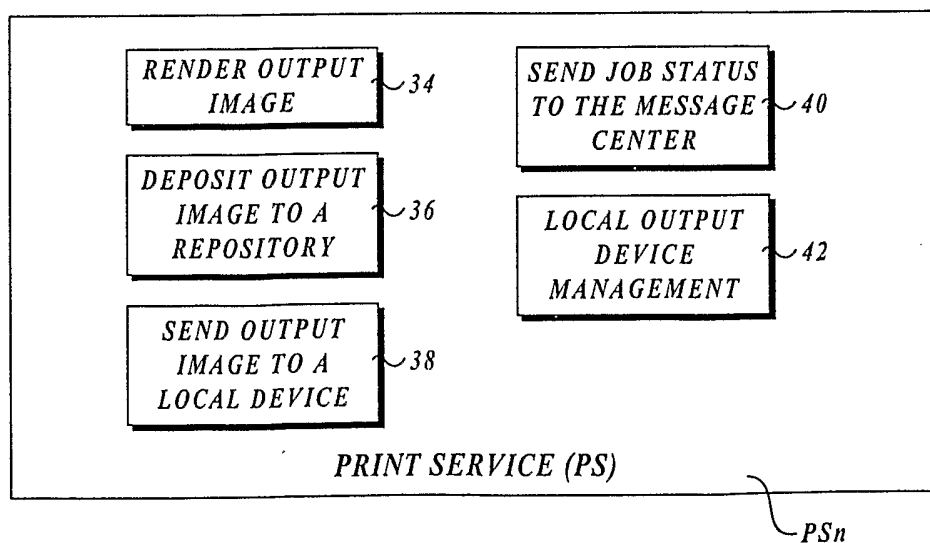 RENDER OUTPUT
IMAGE
34
DEPOSIT OUTPUT
IMAGE TO A
REPOSITORY
36
SEND OUTPUT
IMAGE TO A
LOCAL DEVICE
38
SEND JOB STATUS
TO THE MESSAGE
CENTER
40
LOCAL OUTPUT
DEVICE
MANAGEMENT
42
PRINT SERVICE (PS)
PSn